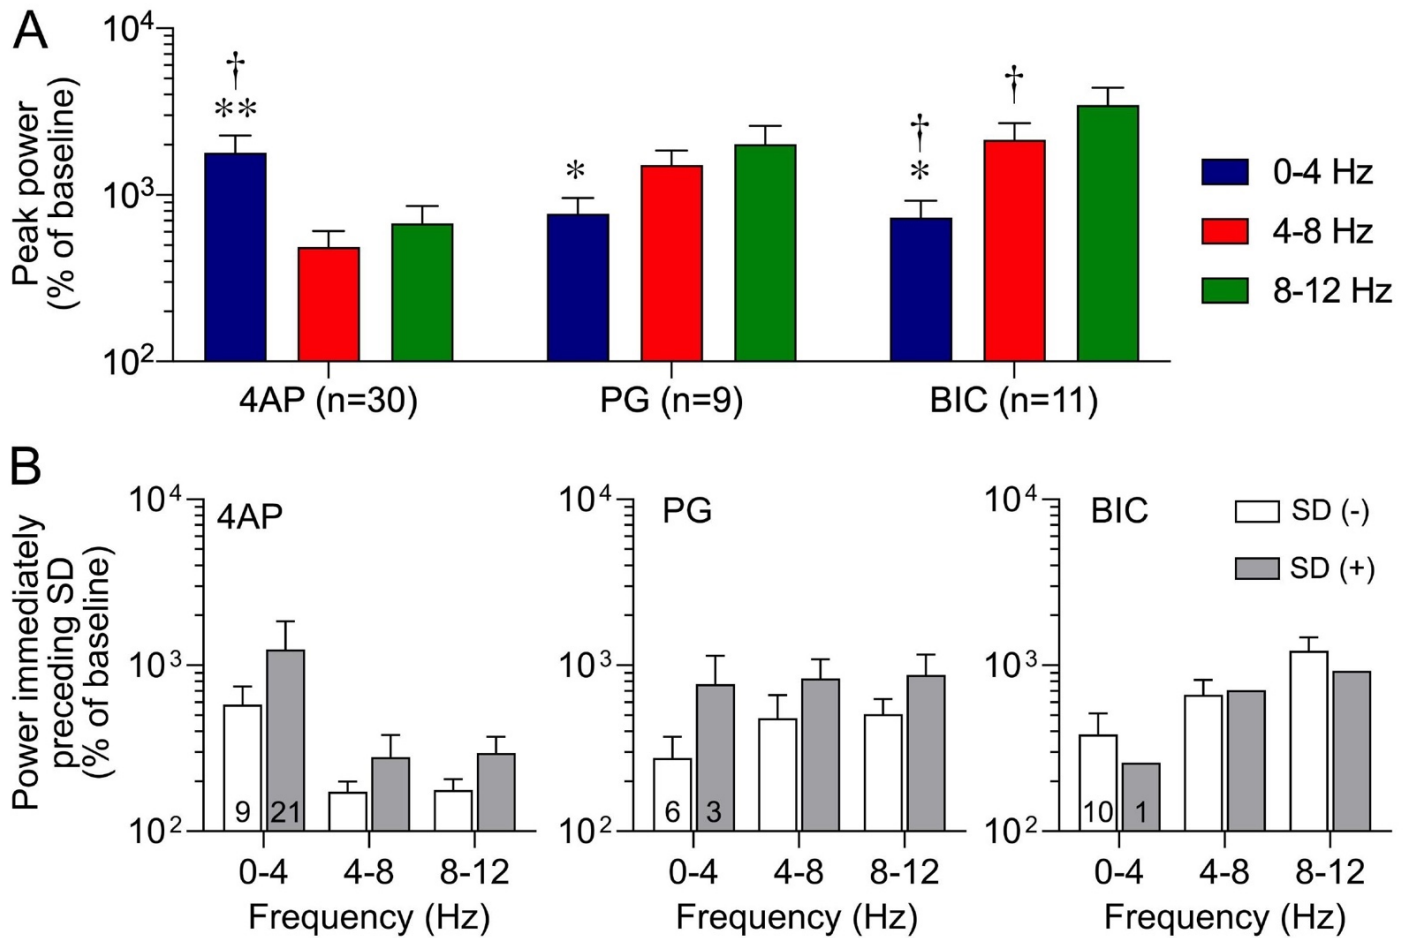 A
Peak power
(% of baseline)
10⁴
10³
10²
†
**
*
†
*
†
4AP (n=30)
PG (n=9)
BIC (n=11)
0-4 Hz
4-8 Hz
8-12 Hz
B
Power immediately
preceding SD
(% of baseline)
4AP
10⁴
10³
10²
9
21
0-4
4-8
8-12
Frequency (Hz)
PG
10⁴
10³
10²
6
3
0-4
4-8
8-12
Frequency (Hz)
BIC
10⁴
10³
10²
10
1
0-4
4-8
8-12
Frequency (Hz)
SD (-)
SD (+)